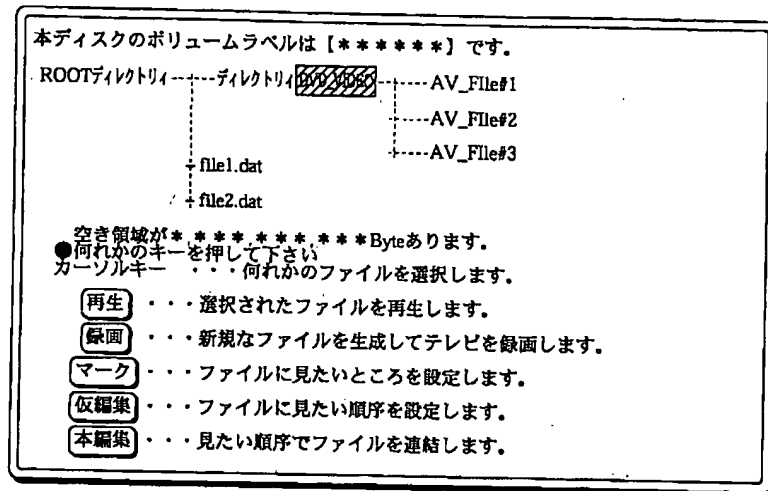 本ディスクのボリュームラベルは【＊＊＊＊＊＊】です。
ROOTディレクトリィ-----ディレクトリィ DVD_VIDEO -----AV_FIle#1
-----AV_FIle#2
-----AV_FIle#3
file1.dat
file2.dat
空き領域が＊,＊＊＊,＊＊＊,＊＊＊Byteあります。
●何れかのキーを押して下さい
カーソルキー ・・・何れかのファイルを選択します。
再生 ・・・選択されたファイルを再生します。
録画 ・・・新規なファイルを生成してテレビを録画します。
マーク ・・・ファイルに見たいところを設定します。
仮編集 ・・・ファイルに見たい順序を設定します。
本編集 ・・・見たい順序でファイルを連結します。